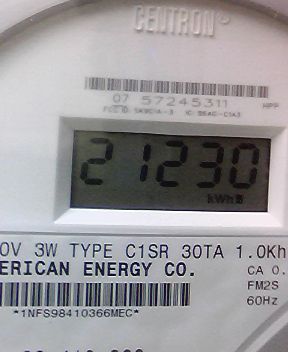 CENTRON
07 57245311
HPP
21230
kWh
0V 3W TYPE C1SR 30TA 1.0Kh
ERICAN ENERGY CO.
CA 0.
FM2S
60Hz
*1NFS98410366MEC*